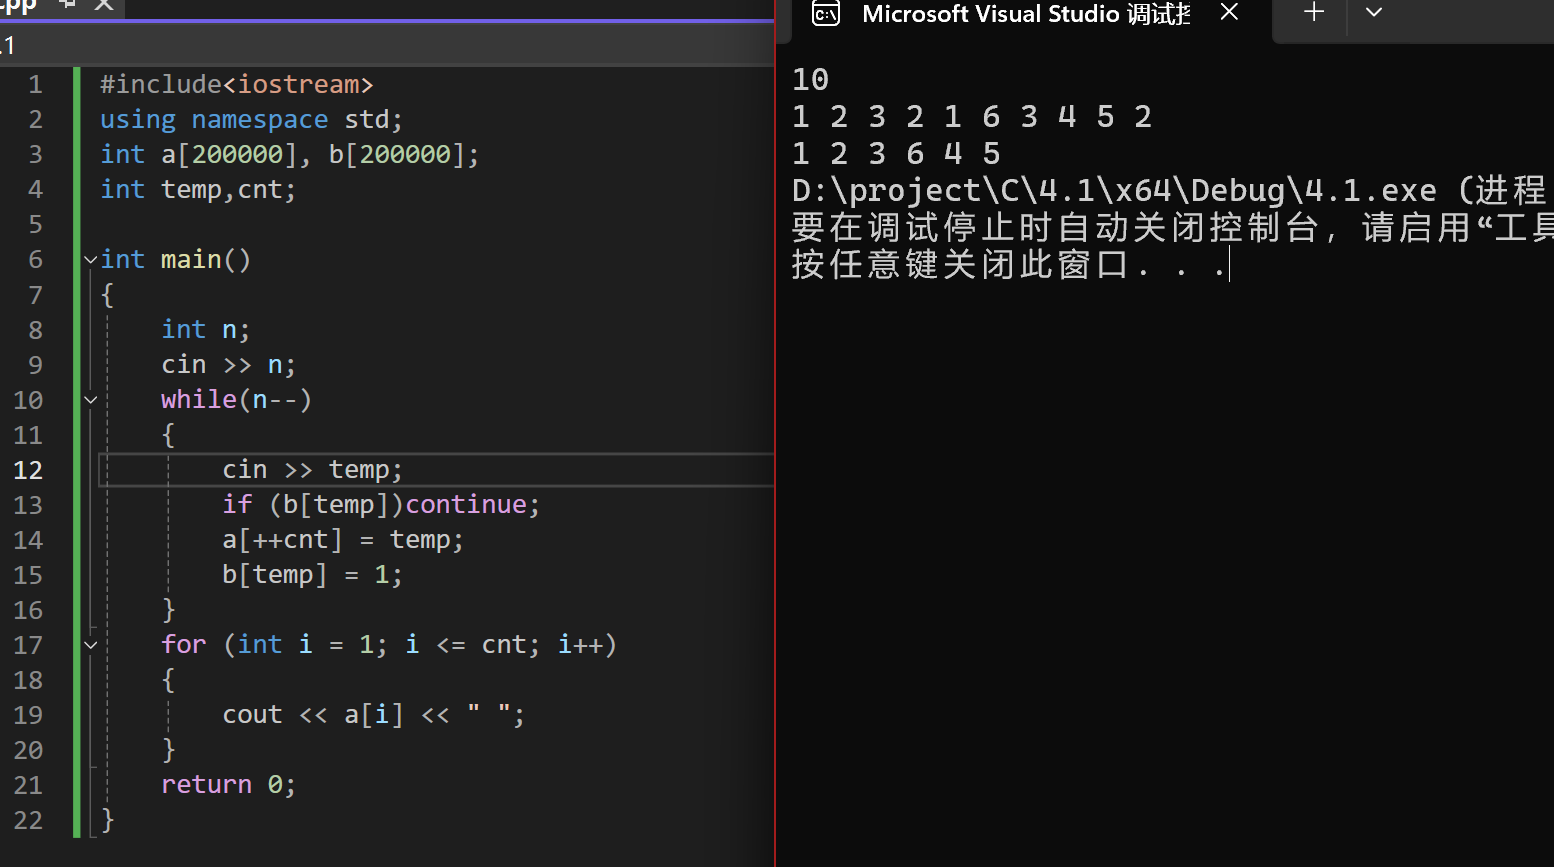 cpp
.1
1 #include<iostream>
2 using namespace std;
3 int a[200000], b[200000];
4 int temp,cnt;
5
6 int main()
7 {
8 int n;
9 cin >> n;
10 while(n--)
11 {
12 cin >> temp;
13 if (b[temp])continue;
14 a[++cnt] = temp;
15 b[temp] = 1;
16 }
17 for (int i = 1; i <= cnt; i++)
18 {
19 cout << a[i] << " ";
20 }
21 return 0;
22 }
Microsoft Visual Studio 调试控
10
1 2 3 2 1 6 3 4 5 2
1 2 3 6 4 5
D:\project\C\4.1\x64\Debug\4.1.exe (进程
要在调试停止时自动关闭控制台, 请启用“工具
按任意键关闭此窗口. . .